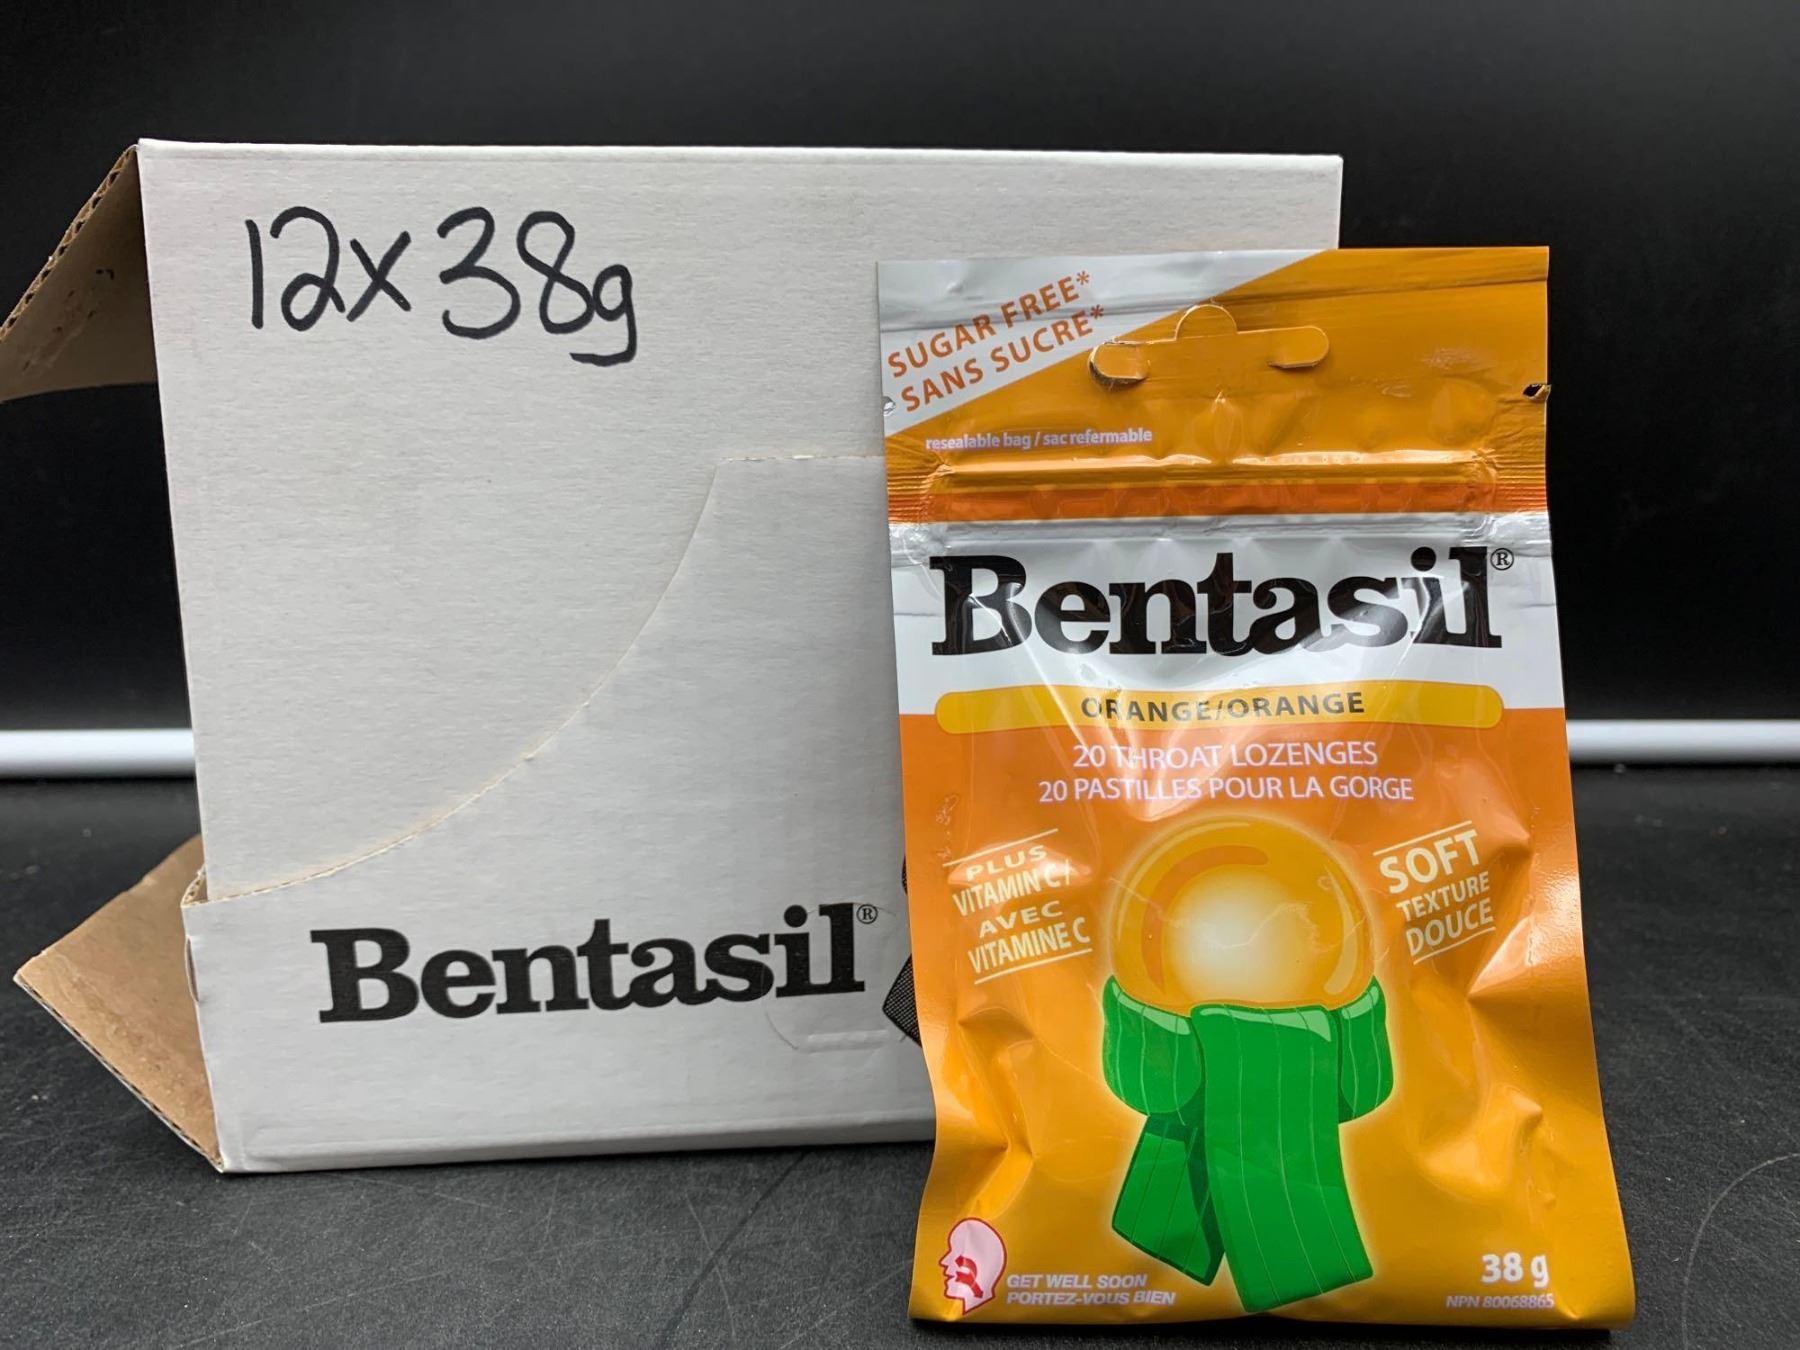 12x38g
Bentasil®
SUGAR FREE*
SANS SUCRE*
resealable bag / sac refermable
Bentasil®
ORANGE/ORANGE
20 THROAT LOZENGES
20 PASTILLES POUR LA GORGE
PLUS
VITAMIN C/
AVEC
VITAMINE C
SOFT
TEXTURE
DOUCE
GET WELL SOON
PORTEZ-VOUS BIEN
38 g
NPN 80068865